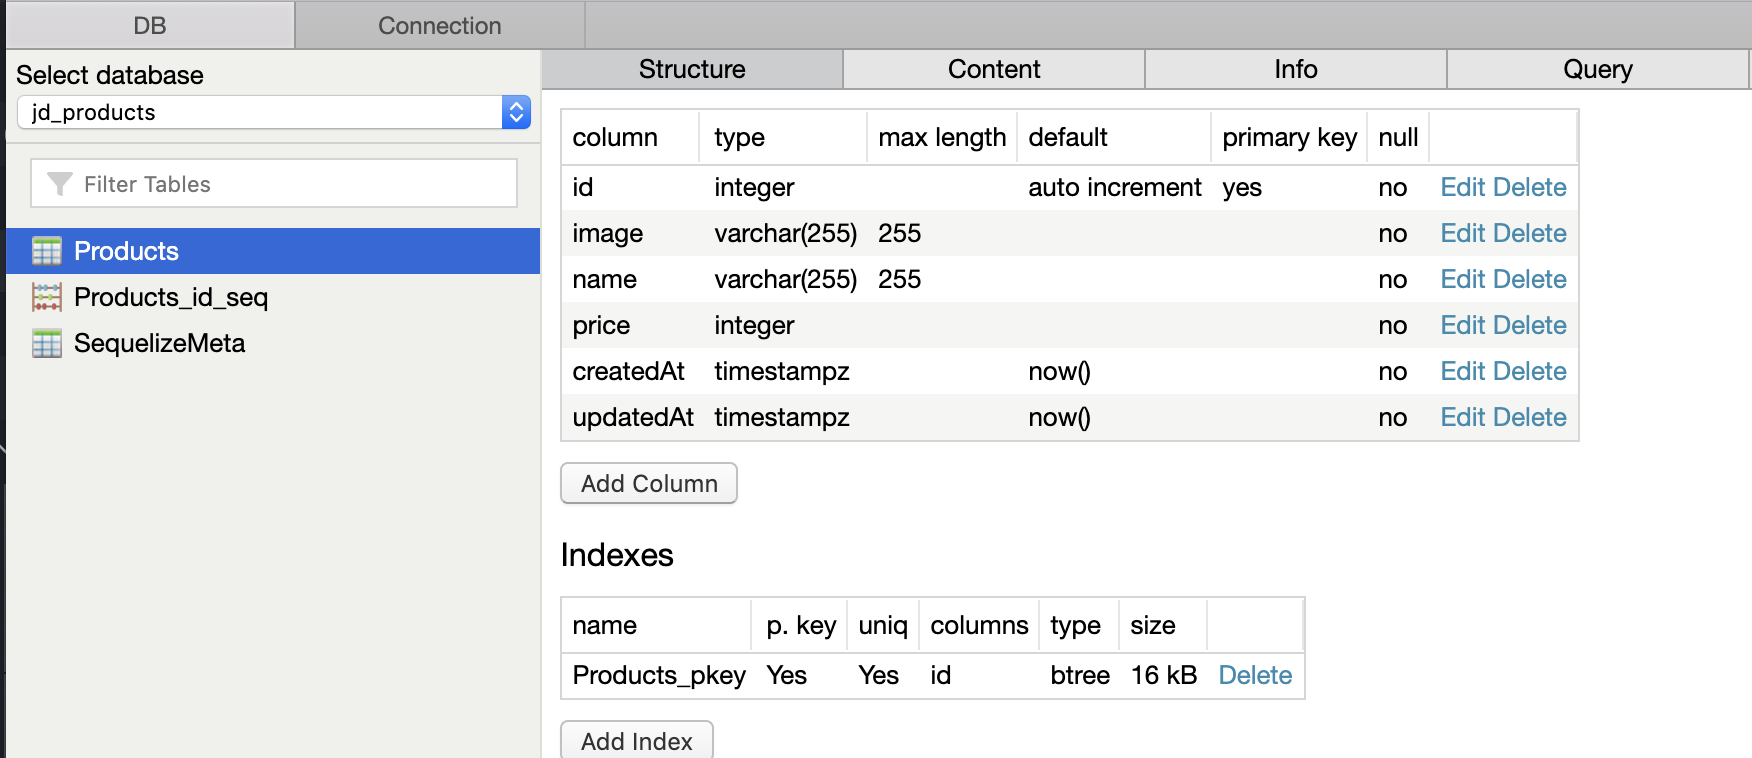 DB Connection
Select database
jd_products
Filter Tables
Products
Products_id_seq
SequelizeMeta
Structure Content Info Query
column type max length default primary key null
id integer auto increment yes no Edit Delete
image varchar(255) 255 no Edit Delete
name varchar(255) 255 no Edit Delete
price integer no Edit Delete
createdAt timestampz now() no Edit Delete
updatedAt timestampz now() no Edit Delete
Add Column
Indexes
name p. key uniq columns type size
Products_pkey Yes Yes id btree 16 kB Delete
Add Index